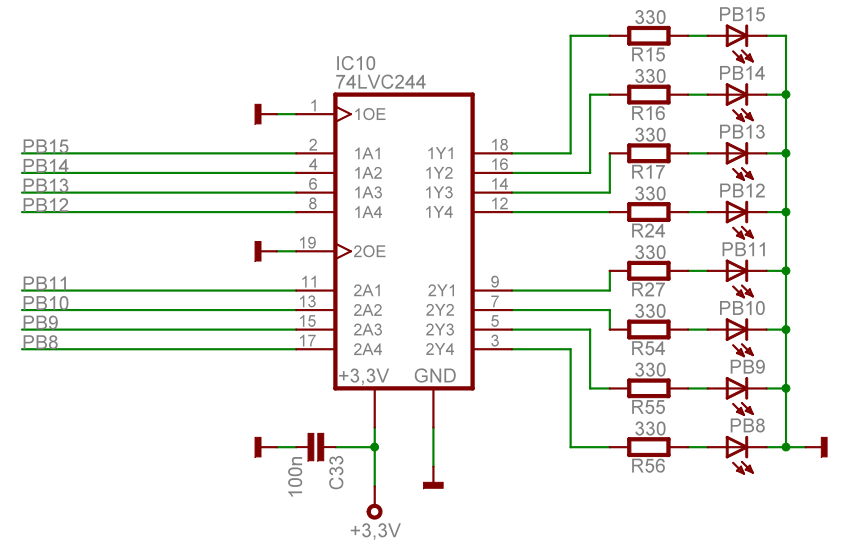 330 PB15
R15
IC10
74LVC244
330 PB14
R16
1 1OE
330 PB13
PB15 2 1A1 1Y1 18
PB14 4 1A2 1Y2 16
R17
PB13 6 1A3 1Y3 14
330 PB12
PB12 8 1A4 1Y4 12
R24
19 2OE
330 PB11
PB11 11 2A1 2Y1 9
R27
PB10 13 2A2 2Y2 7
330 PB10
PB9 15 2A3 2Y3 5
PB8 17 2A4 2Y4 3
R54
+3,3V GND
330 PB9
R55
330 PB8
R56
100n
C33
+3,3V